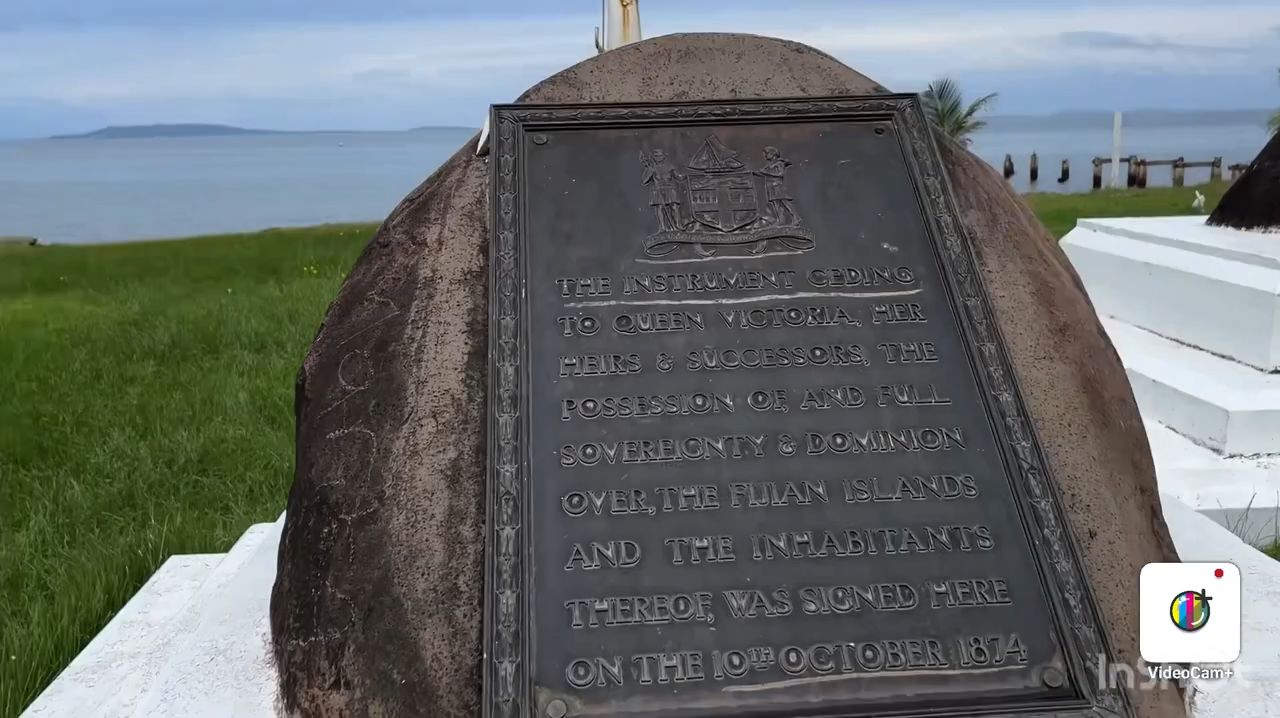 THE INSTRUMENT CEDING
TO QUEEN VICTORIA, HER
HEIRS & SUCCESSORS, THE
POSSESSION OF, AND FULL
SOVEREIGNTY & DOMINION
OVER, THE FIJIAN ISLANDS
AND THE INHABITANTS
THEREOF, WAS SIGNED HERE
ON THE 10TH OCTOBER 1874
InShot
VideoCam+